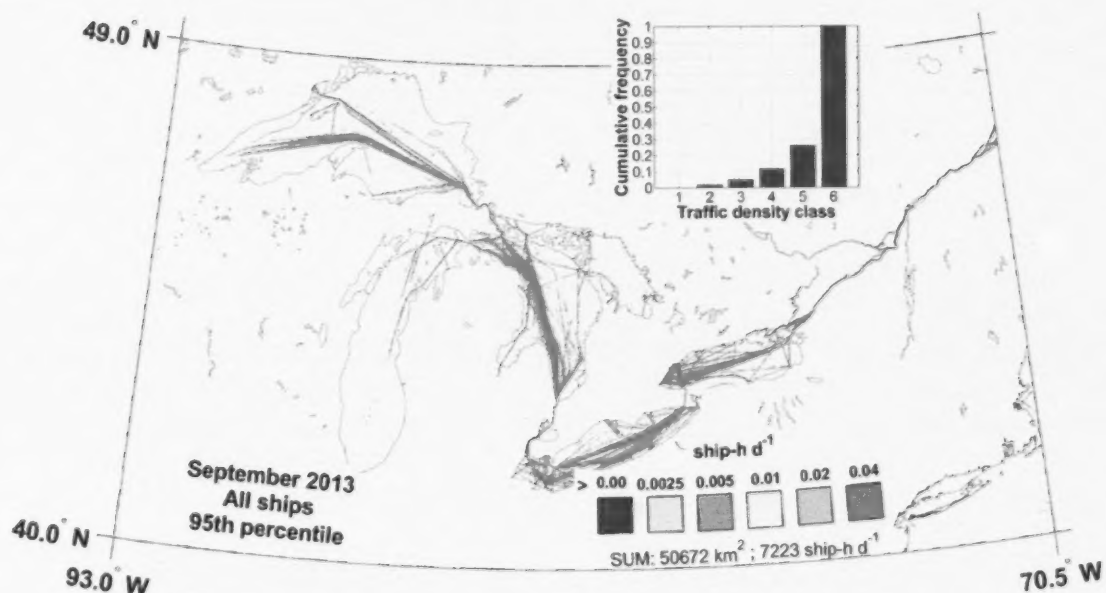 49.0° N
1
0.9
0.8
0.7
0.6
0.5
0.4
0.3
0.2
0.1
0
Cumulative frequency
1 2 3 4 5 6
Traffic density class
September 2013
All ships
95th percentile
ship-h d⁻¹
> 0.00 0.0025 0.005 0.01 0.02 0.04
SUM: 50672 km² ; 7223 ship-h d⁻¹
40.0° N
93.0° W
70.5° W